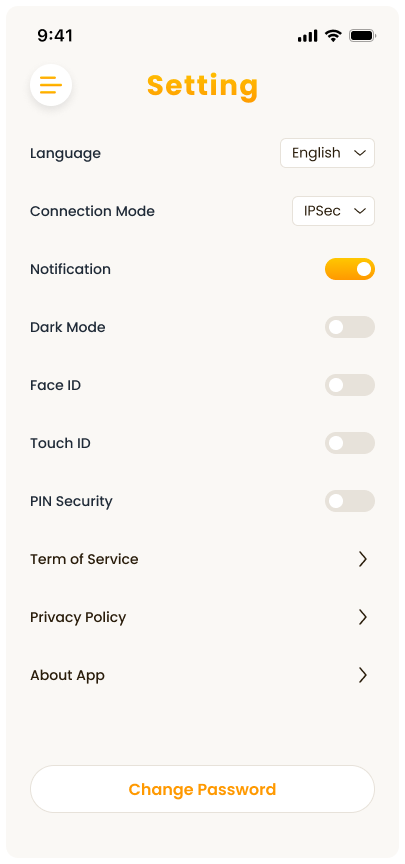 9:41
Setting
Language
English
Connection Mode
IPSec
Notification
Dark Mode
Face ID
Touch ID
PIN Security
Term of Service
Privacy Policy
About App
Change Password